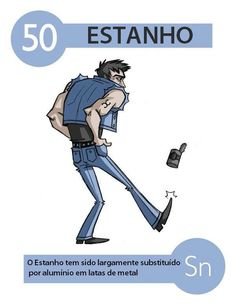 50
ESTANHO
O Estanho tem sido largamente substituído
por alumínio em latas de metal
Sn